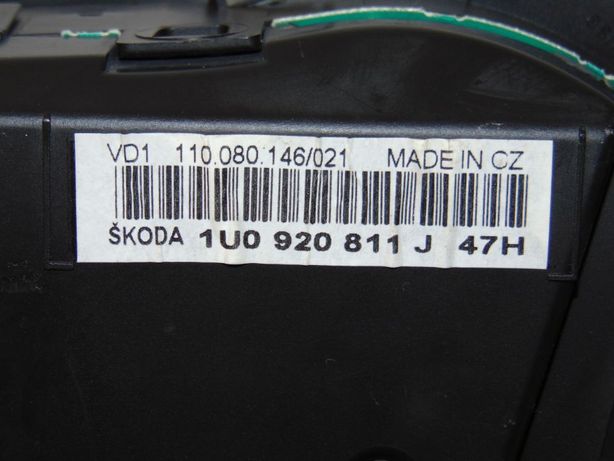 VD1 110.080.146/021 MADE IN CZ
ŠKODA 1U0 920 811 J 47H